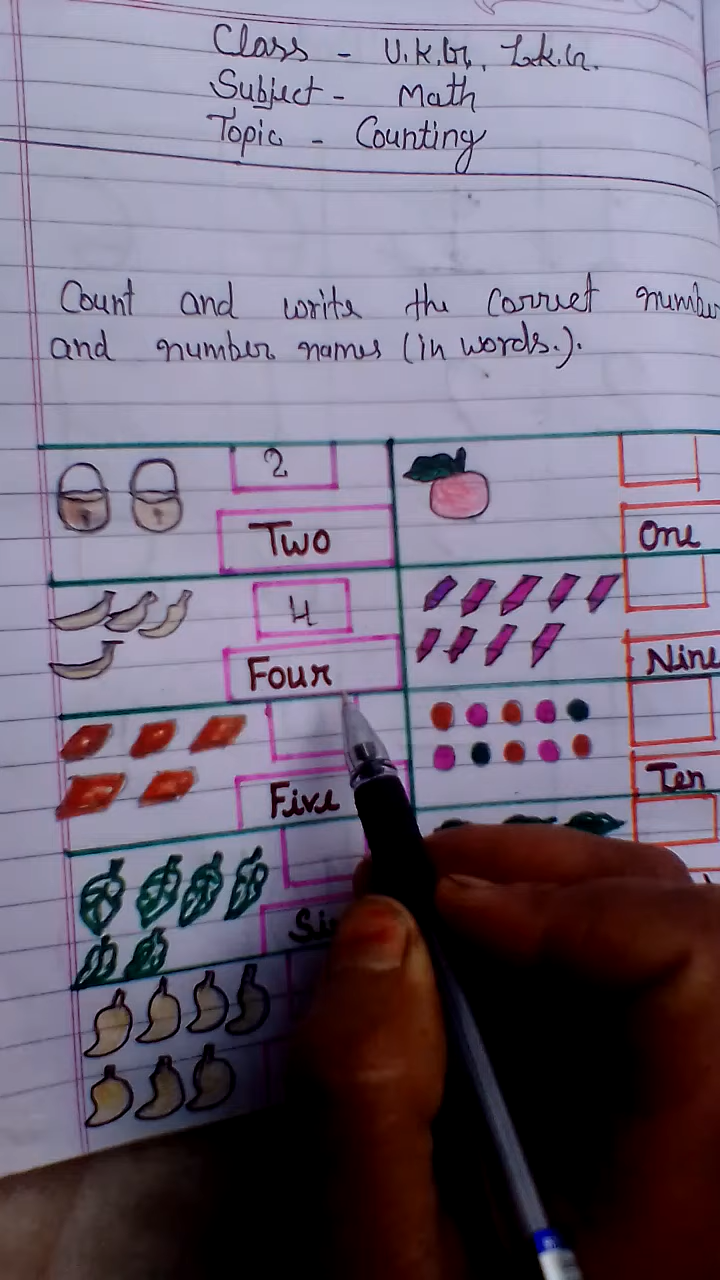 Class - U.K.G, L.K.G.
Subject - Math
Topic - Counting
Count and write the correct number
and number names (in words.).
2
Two
One
4
Four
Nine
Five
Ten